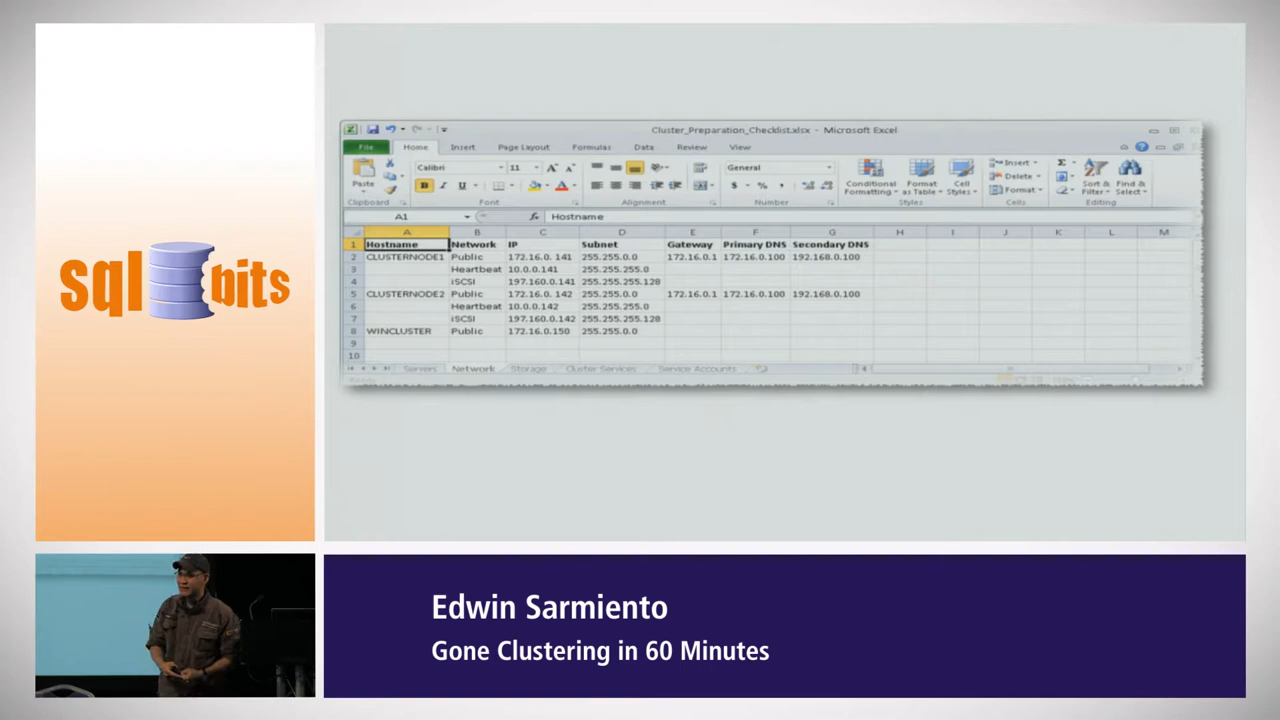 sql bits
Cluster_Preparation_Checklist.xlsx - Microsoft Excel
File Home Insert Page Layout Formulas Data Review View
Calibri 11 General Insert Σ
Paste B I U $ % , Conditional Formatting Format as Table Cell Styles Delete Format Sort & Filter Find & Select
Clipboard Font Alignment Number Styles Cells Editing
A1 fx Hostname
A B C D E F G H I J K L M
1 Hostname Network IP Subnet Gateway Primary DNS Secondary DNS
2 CLUSTERNODE1 Public 172.16.0. 141 255.255.0.0 172.16.0.1 172.16.0.100 192.168.0.100
3 Heartbeat 10.0.0.141 255.255.255.0
4 iSCSI 197.160.0.141 255.255.255.128
5 CLUSTERNODE2 Public 172.16.0. 142 255.255.0.0 172.16.0.1 172.16.0.100 192.168.0.100
6 Heartbeat 10.0.0.142 255.255.255.0
7 iSCSI 197.160.0.142 255.255.255.128
8 WINCLUSTER Public 172.16.0.150 255.255.0.0
9
10
Servers Network Storage Cluster Services Service Accounts
Edwin Sarmiento
Gone Clustering in 60 Minutes